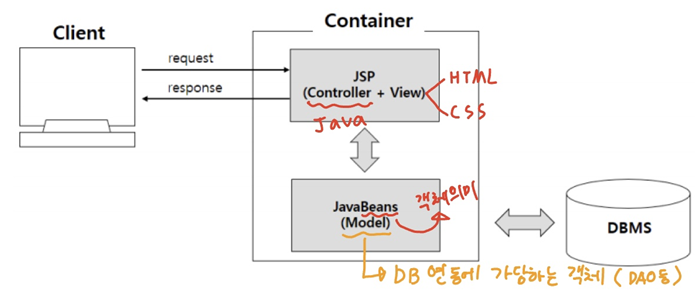 Client
Container
request
response
JSP
(Controller + View)
HTML
CSS
Java
JavaBeans
(Model)
객체의미
DBMS
DB 연동에 가당하는 객체 (DAO등)